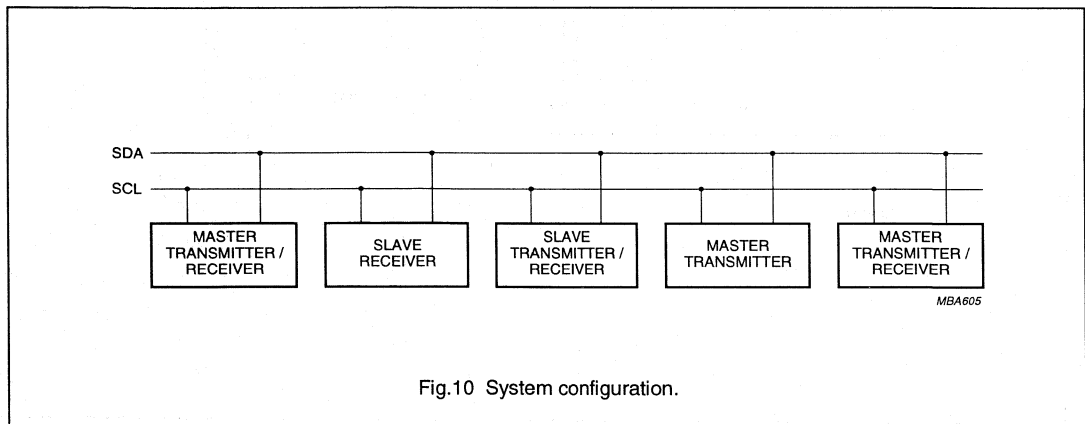 SDA
SCL
MASTER
TRANSMITTER /
RECEIVER
SLAVE
RECEIVER
SLAVE
TRANSMITTER /
RECEIVER
MASTER
TRANSMITTER
MASTER
TRANSMITTER /
RECEIVER
MBA605
Fig.10 System configuration.